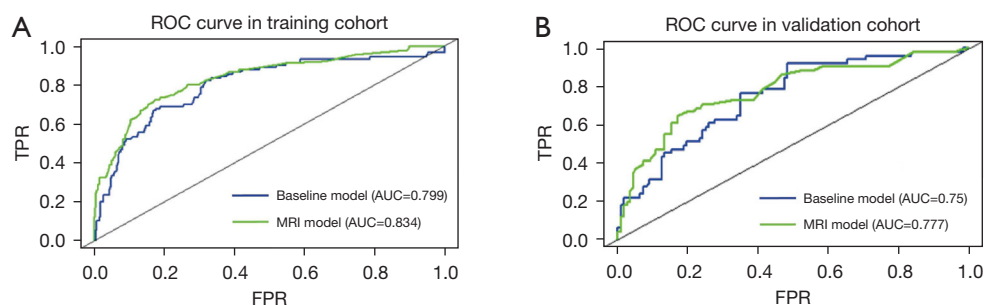 A
ROC curve in training cohort
1.0
0.8
0.6
0.4
0.2
0.0
TPR
Baseline model (AUC=0.799)
MRI model (AUC=0.834)
0.0 0.2 0.4 0.6 0.8 1.0
FPR
B
ROC curve in validation cohort
1.0
0.8
0.6
0.4
0.2
0.0
TPR
Baseline model (AUC=0.75)
MRI model (AUC=0.777)
0.0 0.2 0.4 0.6 0.8 1.0
FPR